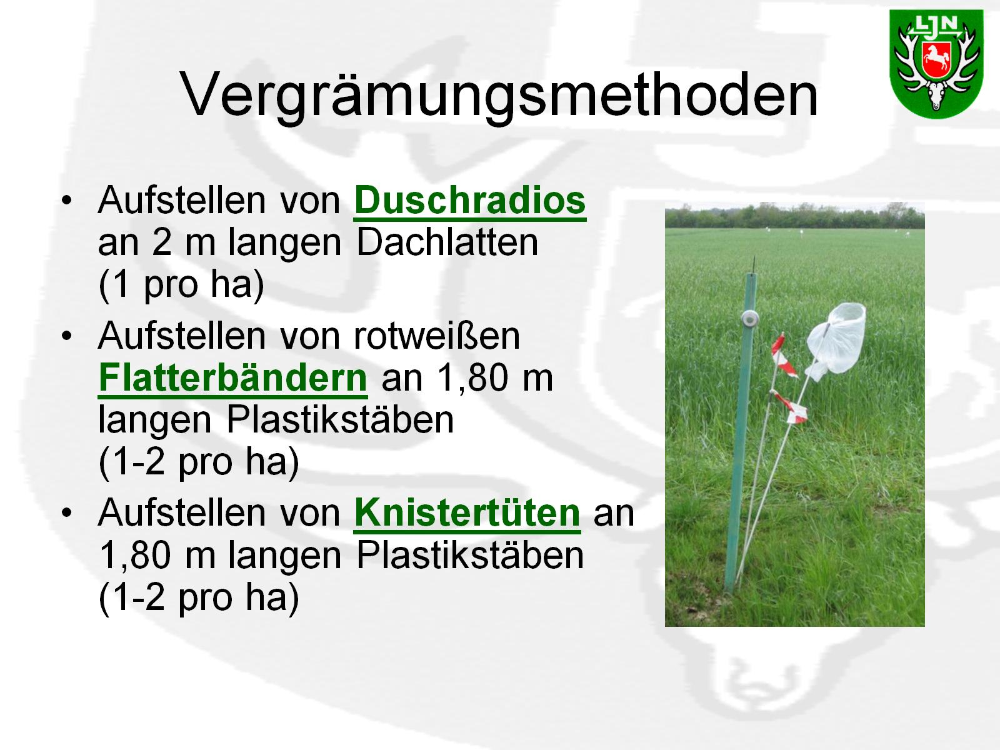 LJN
Vergrämungsmethoden
• Aufstellen von Duschradios
an 2 m langen Dachlatten
(1 pro ha)
• Aufstellen von rotweißen
Flatterbändern an 1,80 m
langen Plastikstäben
(1-2 pro ha)
• Aufstellen von Knistertüten an
1,80 m langen Plastikstäben
(1-2 pro ha)